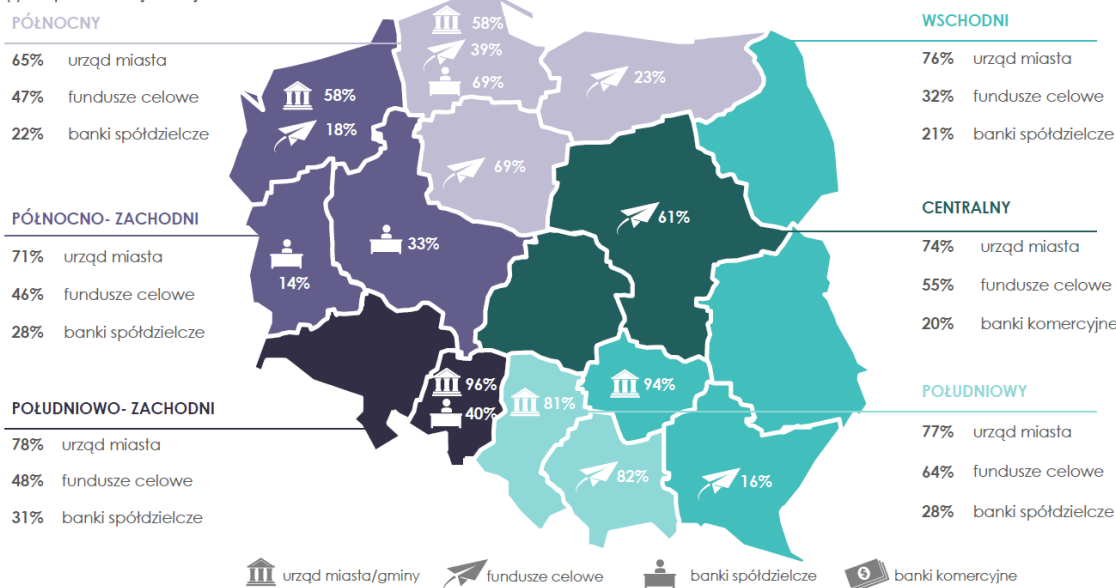 PÓŁNOCNY
65% urząd miasta
47% fundusze celowe
22% banki spółdzielcze
PÓŁNOCNO- ZACHODNI
71% urząd miasta
46% fundusze celowe
28% banki spółdzielcze
POŁUDNIOWO- ZACHODNI
78% urząd miasta
48% fundusze celowe
31% banki spółdzielcze
58%
39%
69%
23%
58%
18%
69%
61%
33%
14%
96%
40%
81%
94%
82%
16%
WSCHODNI
76% urząd miasta
32% fundusze celowe
21% banki spółdzielcze
CENTRALNY
74% urząd miasta
55% fundusze celowe
20% banki komercyjne
POŁUDNIOWY
77% urząd miasta
64% fundusze celowe
28% banki spółdzielcze
urząd miasta/gminy fundusze celowe banki spółdzielcze banki komercyjne